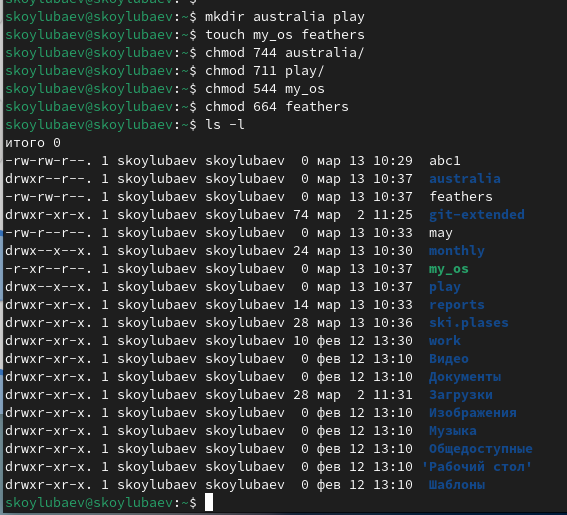 skoylubaev@skoylubaev:~$ mkdir australia play
skoylubaev@skoylubaev:~$ touch my_os feathers
skoylubaev@skoylubaev:~$ chmod 744 australia/
skoylubaev@skoylubaev:~$ chmod 711 play/
skoylubaev@skoylubaev:~$ chmod 544 my_os
skoylubaev@skoylubaev:~$ chmod 664 feathers
skoylubaev@skoylubaev:~$ ls -l
итого 0
-rw-rw-r--. 1 skoylubaev skoylubaev  0 мар 13 10:29  abc1
drwxr--r--. 1 skoylubaev skoylubaev  0 мар 13 10:37  australia
-rw-rw-r--. 1 skoylubaev skoylubaev  0 мар 13 10:37  feathers
drwxr-xr-x. 1 skoylubaev skoylubaev 74 мар  2 11:25  git-extended
-rw-r--r--. 1 skoylubaev skoylubaev  0 мар 13 10:33  may
drwx--x--x. 1 skoylubaev skoylubaev 24 мар 13 10:30  monthly
-r-xr--r--. 1 skoylubaev skoylubaev  0 мар 13 10:37  my_os
drwx--x--x. 1 skoylubaev skoylubaev  0 мар 13 10:37  play
drwxr-xr-x. 1 skoylubaev skoylubaev 14 мар 13 10:33  reports
drwxr-xr-x. 1 skoylubaev skoylubaev 28 мар 13 10:36  ski.plases
drwxr-xr-x. 1 skoylubaev skoylubaev 10 фев 12 13:30  work
drwxr-xr-x. 1 skoylubaev skoylubaev  0 фев 12 13:10  Видео
drwxr-xr-x. 1 skoylubaev skoylubaev  0 фев 12 13:10  Документы
drwxr-xr-x. 1 skoylubaev skoylubaev 28 мар  2 11:31  Загрузки
drwxr-xr-x. 1 skoylubaev skoylubaev  0 фев 12 13:10  Изображения
drwxr-xr-x. 1 skoylubaev skoylubaev  0 фев 12 13:10  Музыка
drwxr-xr-x. 1 skoylubaev skoylubaev  0 фев 12 13:10  Общедоступные
drwxr-xr-x. 1 skoylubaev skoylubaev  0 фев 12 13:10 'Рабочий стол'
drwxr-xr-x. 1 skoylubaev skoylubaev  0 фев 12 13:10  Шаблоны
skoylubaev@skoylubaev:~$